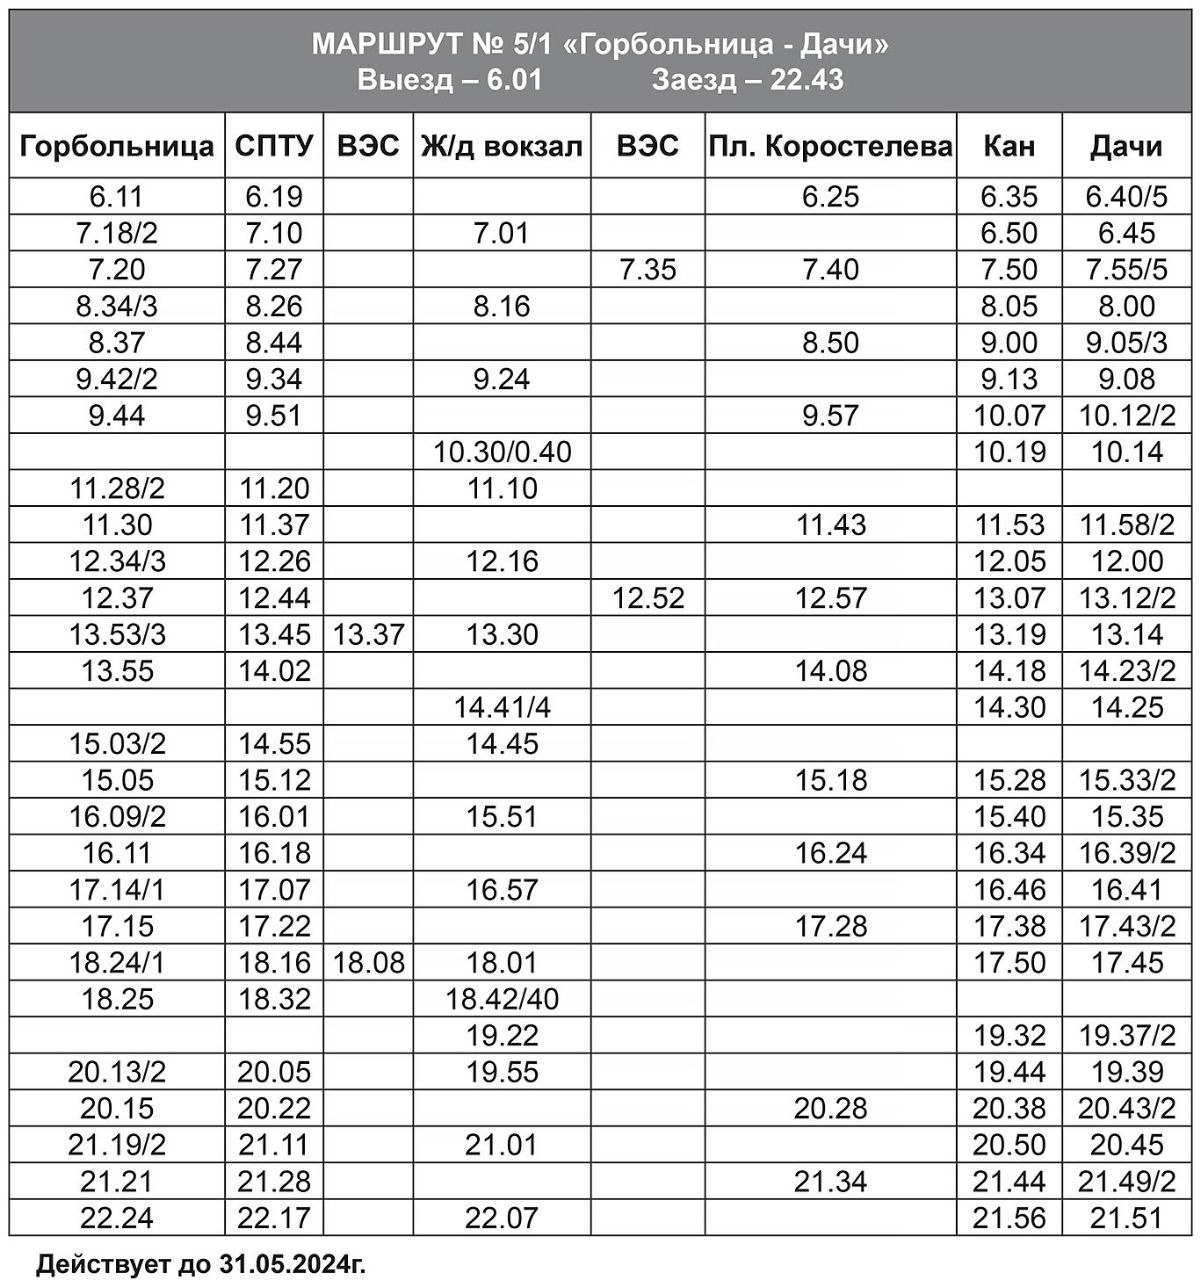 МАРШРУТ № 5/1 «Горбольница - Дачи»
Выезд – 6.01 Заезд – 22.43
Горбольница СПТУ ВЭС Ж/д вокзал ВЭС Пл. Коростелева Кан Дачи
6.11 6.19 6.25 6.35 6.40/5
7.18/2 7.10 7.01 6.50 6.45
7.20 7.27 7.35 7.40 7.50 7.55/5
8.34/3 8.26 8.16 8.05 8.00
8.37 8.44 8.50 9.00 9.05/3
9.42/2 9.34 9.24 9.13 9.08
9.44 9.51 9.57 10.07 10.12/2
10.30/0.40 10.19 10.14
11.28/2 11.20 11.10
11.30 11.37 11.43 11.53 11.58/2
12.34/3 12.26 12.16 12.05 12.00
12.37 12.44 12.52 12.57 13.07 13.12/2
13.53/3 13.45 13.37 13.30 13.19 13.14
13.55 14.02 14.08 14.18 14.23/2
14.41/4 14.30 14.25
15.03/2 14.55 14.45
15.05 15.12 15.18 15.28 15.33/2
16.09/2 16.01 15.51 15.40 15.35
16.11 16.18 16.24 16.34 16.39/2
17.14/1 17.07 16.57 16.46 16.41
17.15 17.22 17.28 17.38 17.43/2
18.24/1 18.16 18.08 18.01 17.50 17.45
18.25 18.32 18.42/40
19.22 19.32 19.37/2
20.13/2 20.05 19.55 19.44 19.39
20.15 20.22 20.28 20.38 20.43/2
21.19/2 21.11 21.01 20.50 20.45
21.21 21.28 21.34 21.44 21.49/2
22.24 22.17 22.07 21.56 21.51
Действует до 31.05.2024г.